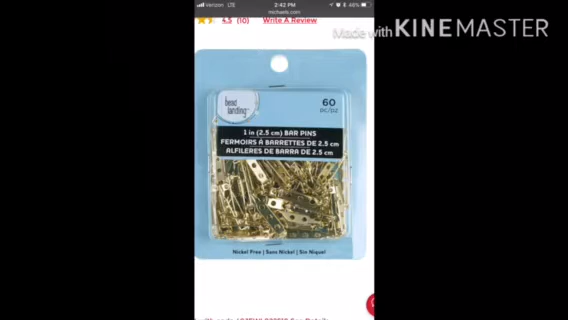 Verizon LTE
2:42 PM
48%
michaels.com
4.5 (10) Write A Review
Made with KINEMASTER
bead
landing
60
pc/pz
1 in (2.5 cm) BAR PINS
FERMOIRS À BARRETTES DE 2.5 cm
ALFILERES DE BARRA DE 2.5 cm
Nickel Free | Sans Nickel | Sin Níquel